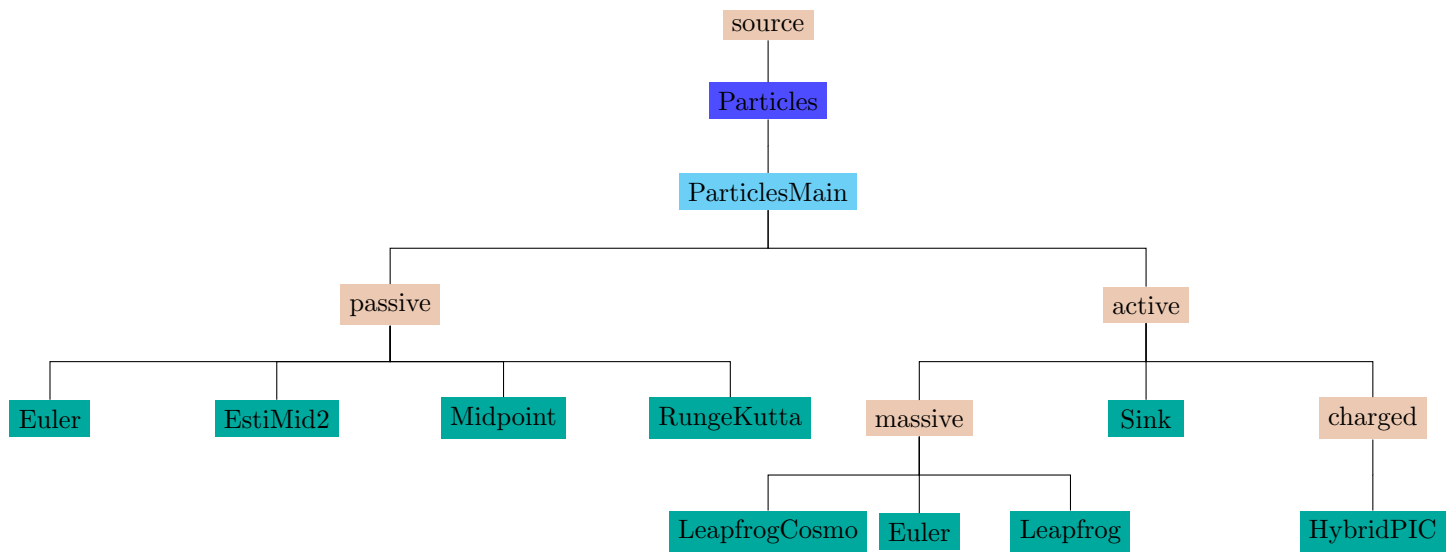 source
Particles
ParticlesMain
passive
active
Euler
EstiMid2
Midpoint
RungeKutta
massive
Sink
charged
LeapfrogCosmo
Euler
Leapfrog
HybridPIC